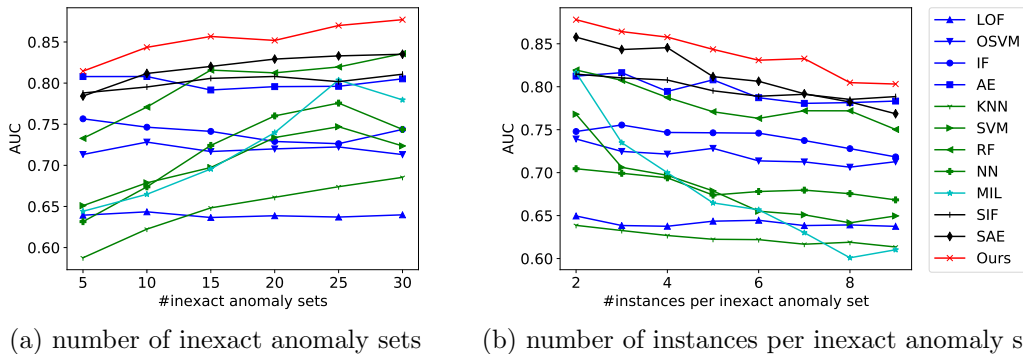 AUC
0.85
0.80
0.75
0.70
0.65
0.60
5 10 15 20 25 30
#inexact anomaly sets
(a) number of inexact anomaly sets
AUC
0.85
0.80
0.75
0.70
0.65
0.60
2 4 6 8
#instances per inexact anomaly set
(b) number of instances per inexact anomaly s
LOF
OSVM
IF
AE
KNN
SVM
RF
NN
MIL
SIF
SAE
Ours